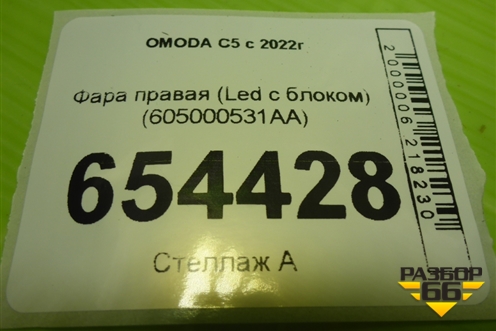 OMODA C5 с 2022г
Фара правая (Led с блоком)
(605000531AA)
654428
Стеллаж А
2000006218230
РАЗБОР
66